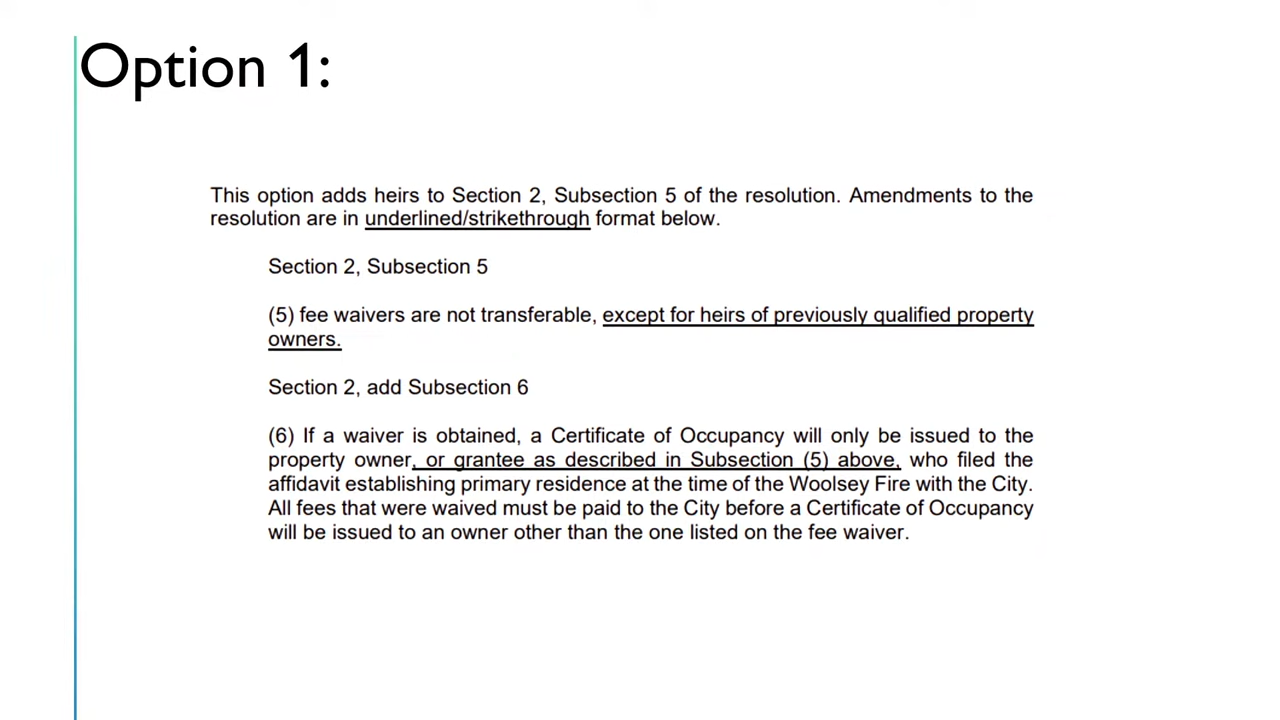 Option 1:
This option adds heirs to Section 2, Subsection 5 of the resolution. Amendments to the
resolution are in underlined/strikethrough format below.
Section 2, Subsection 5
(5) fee waivers are not transferable, except for heirs of previously qualified property
owners.
Section 2, add Subsection 6
(6) If a waiver is obtained, a Certificate of Occupancy will only be issued to the
property owner, or grantee as described in Subsection (5) above, who filed the
affidavit establishing primary residence at the time of the Woolsey Fire with the City.
All fees that were waived must be paid to the City before a Certificate of Occupancy
will be issued to an owner other than the one listed on the fee waiver.